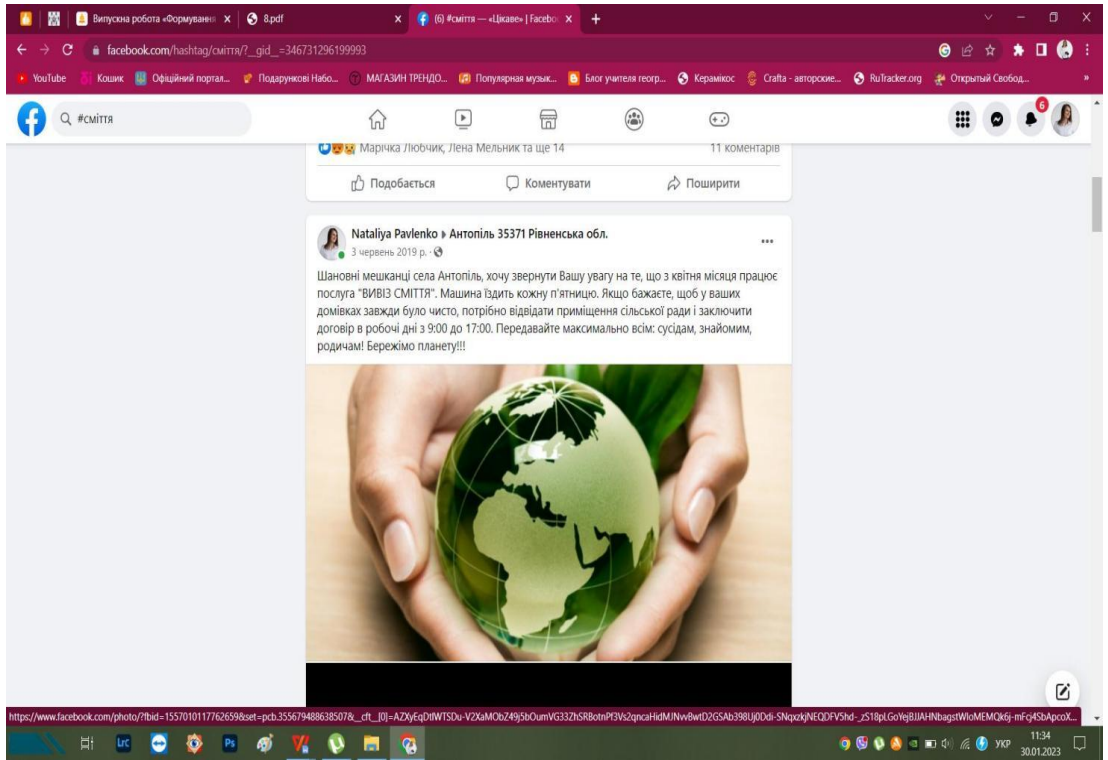 Випускна робота «Формування
8.pdf
(6) #сміття — «Цікаве» | Facebo
facebook.com/hashtag/сміття/?__gid__=346731296199993
YouTube Кошик Офіційний портал... Подарункові Набо... МАГАЗИН ТРЕНДО... Популярная музык... Блог учителя геогр... Керамікос Crafta - авторские... RuTracker.org Открытый Свобод... »
#сміття
6
Марічка Любчик, Лєна Мельник та ще 14 11 коментарів
Подобається Коментувати Поширити
Nataliya Pavlenko ▸ Антопіль 35371 Рівненська обл.
3 червень 2019 р. ·
Шановні мешканці села Антопіль, хочу звернути Вашу увагу на те, що з квітня місяця працює
послуга "ВИВІЗ СМІТТЯ". Машина їздить кожну п'ятницю. Якщо бажаєте, щоб у ваших
домівках завжди було чисто, потрібно відвідати приміщення сільської ради і заключити
договір в робочі дні з 9:00 до 17:00. Передавайте максимально всім: сусідам, знайомим,
родичам! Бережімо планету!!!
Lrc Ps
УКР
11:34
30.01.2023